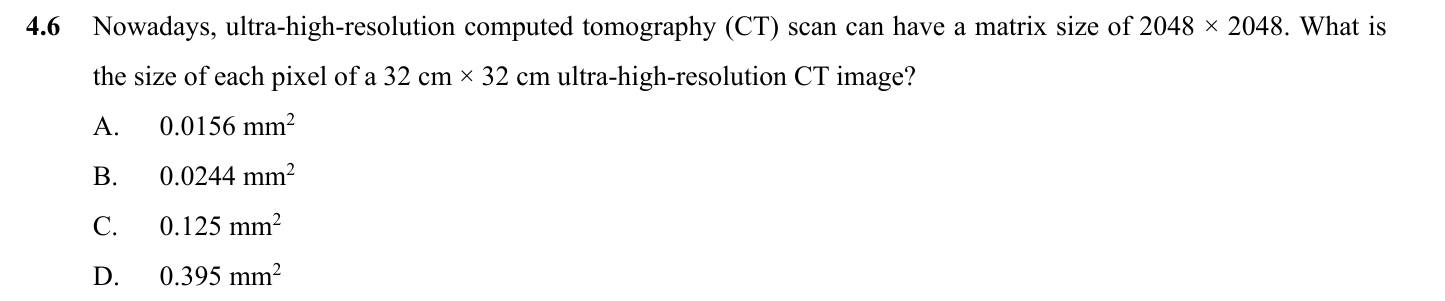 4.6 Nowadays, ultra-high-resolution computed tomography (CT) scan can have a matrix size of 2048 × 2048. What is
the size of each pixel of a 32 cm × 32 cm ultra-high-resolution CT image?
A. 0.0156 mm²
B. 0.0244 mm²
C. 0.125 mm²
D. 0.395 mm²